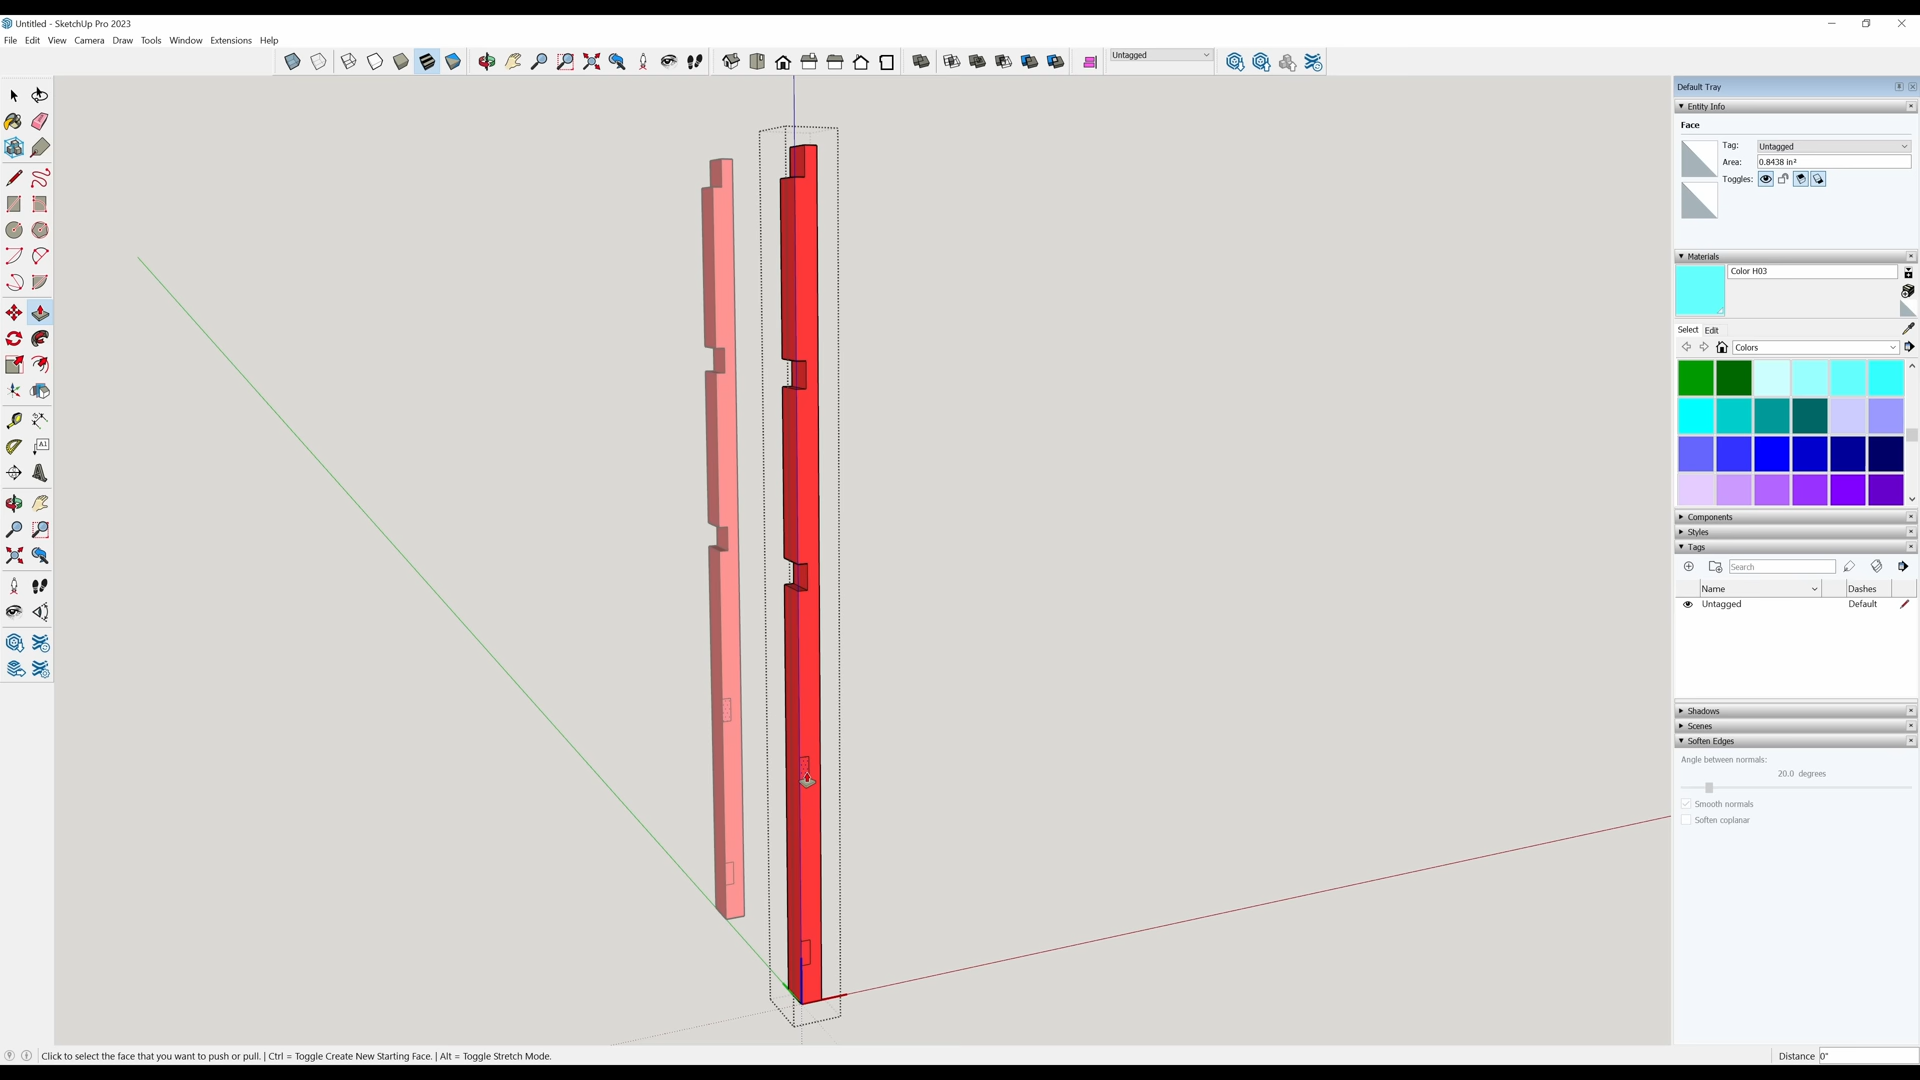 Untitled - SketchUp Pro 2023
File Edit View Camera Draw Tools Window Extensions Help
Untagged
Default Tray
Entity Info
Face
Tag: Untagged
Area: 0.8438 in²
Toggles:
Materials
Color H03
Select Edit
Colors
Components
Styles
Tags
Search
Name Dashes
Untagged Default
Shadows
Scenes
Soften Edges
Angle between normals:
20.0 degrees
Smooth normals
Soften coplanar
A1
Click to select the face that you want to push or pull. | Ctrl = Toggle Create New Starting Face. | Alt = Toggle Stretch Mode.
Distance 0"